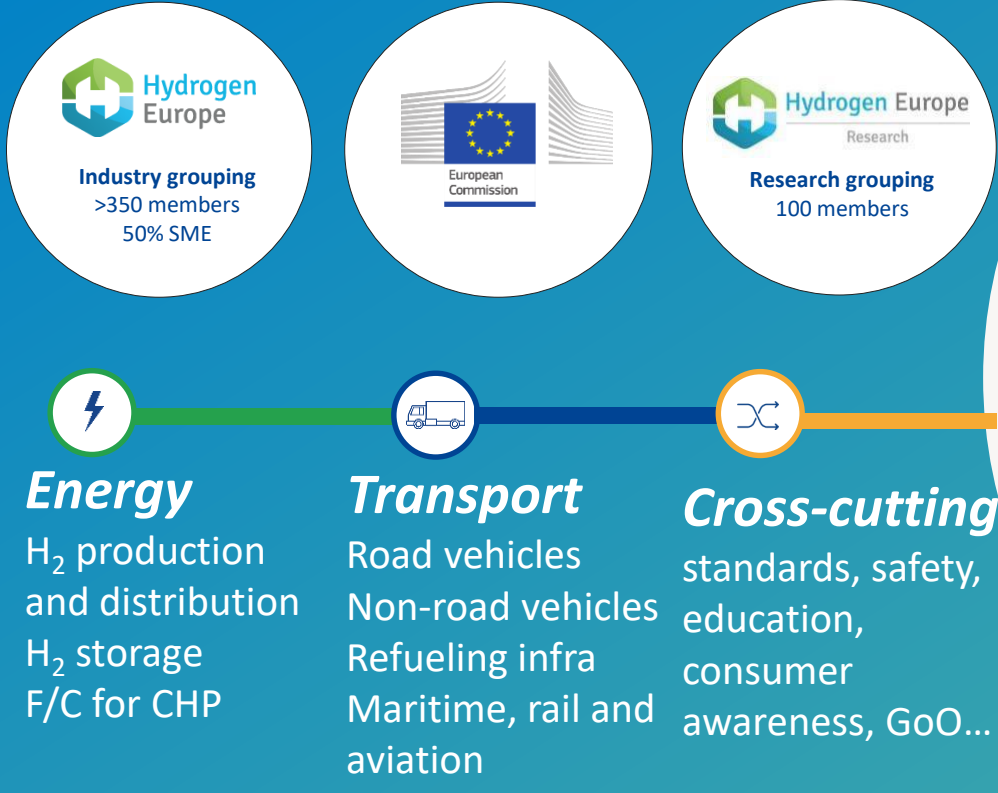 Hydrogen
Europe
Industry grouping
>350 members
50% SME
European
Commission
Hydrogen Europe
Research
Research grouping
100 members
Energy
H₂ production
and distribution
H₂ storage
F/C for CHP
Transport
Road vehicles
Non-road vehicles
Refueling infra
Maritime, rail and
aviation
Cross-cutting
standards, safety,
education,
consumer
awareness, GoO...